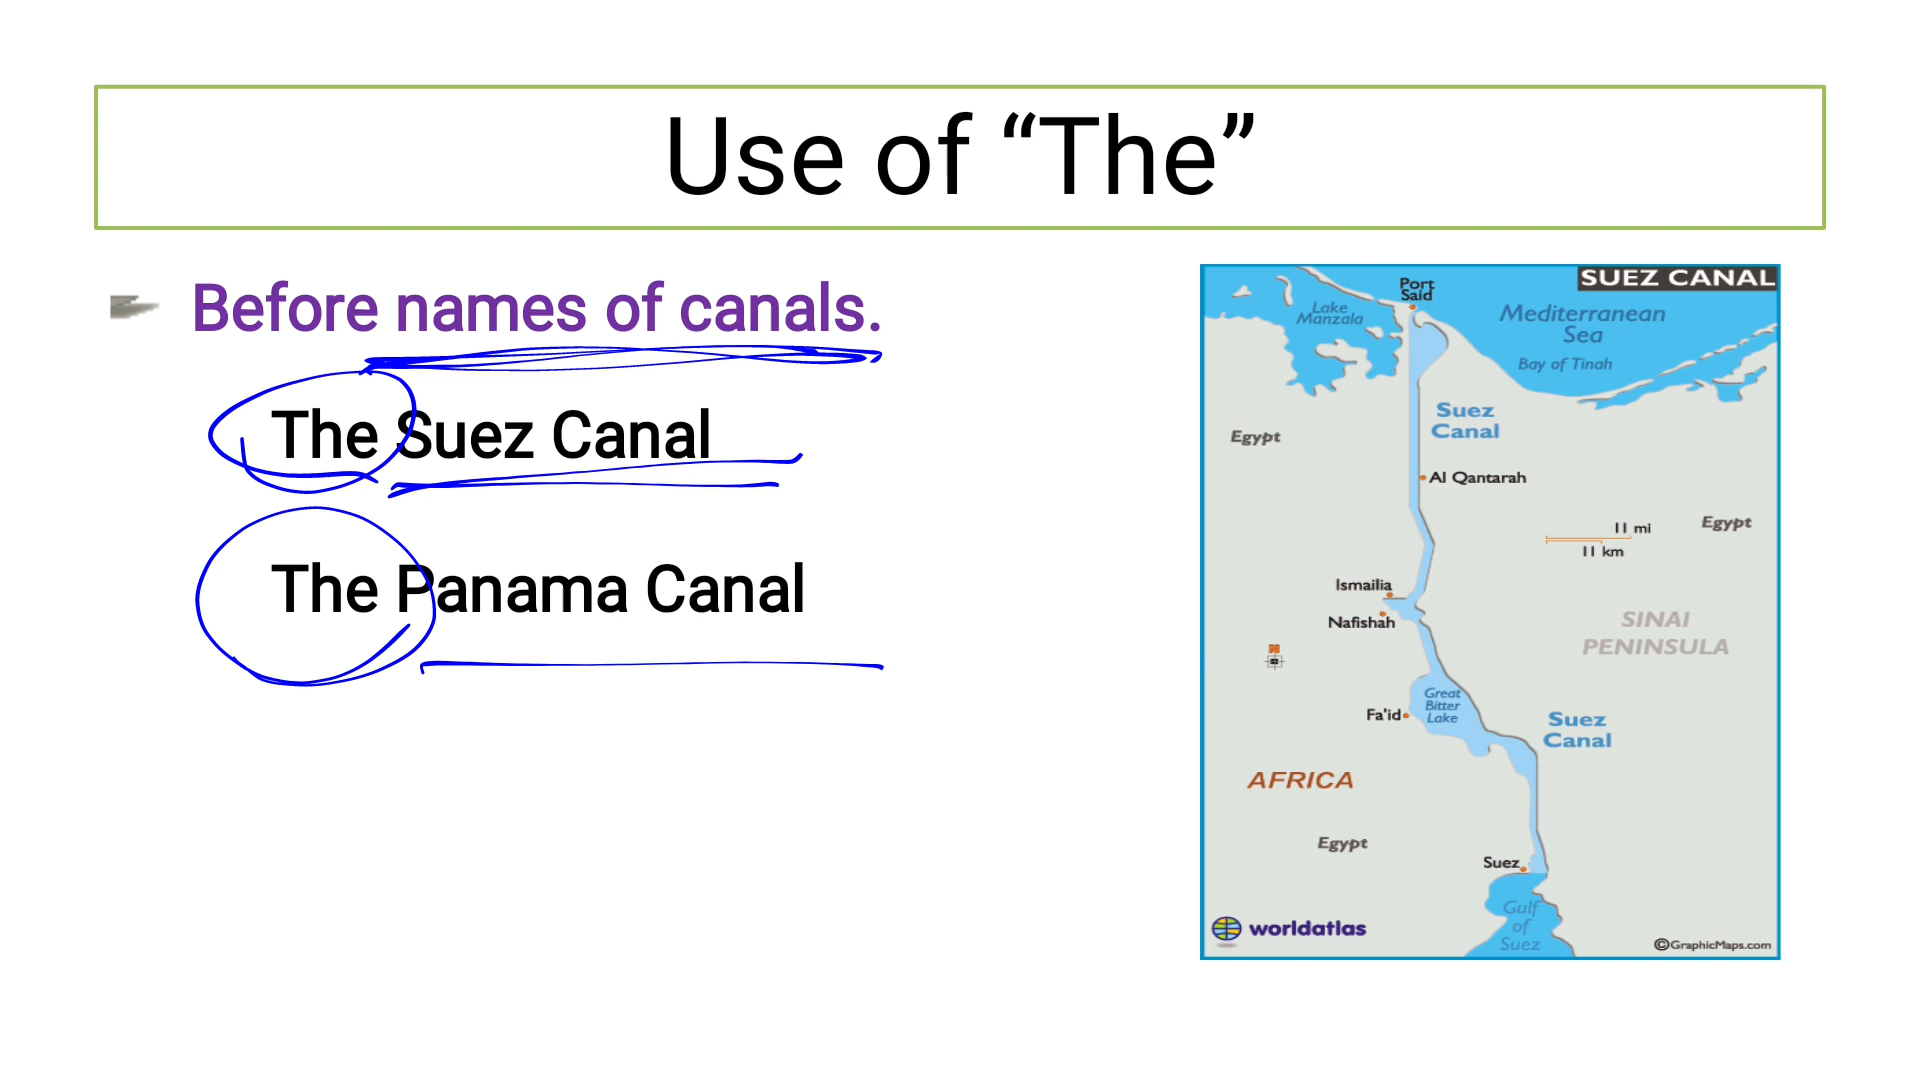 Use of “The”
Before names of canals.
The Suez Canal
The Panama Canal
SUEZ CANAL
Port
Said
Lake
Manzala
Mediterranean
Sea
Bay of Tinah
Suez
Canal
Egypt
Al Qantarah
11 mi
11 km
Egypt
Ismailia
Nafishah
SINAI
PENINSULA
Great
Bitter
Lake
Fa'id
Suez
Canal
AFRICA
Egypt
Suez
Gulf
of
Suez
worldatlas
©GraphicMaps.com